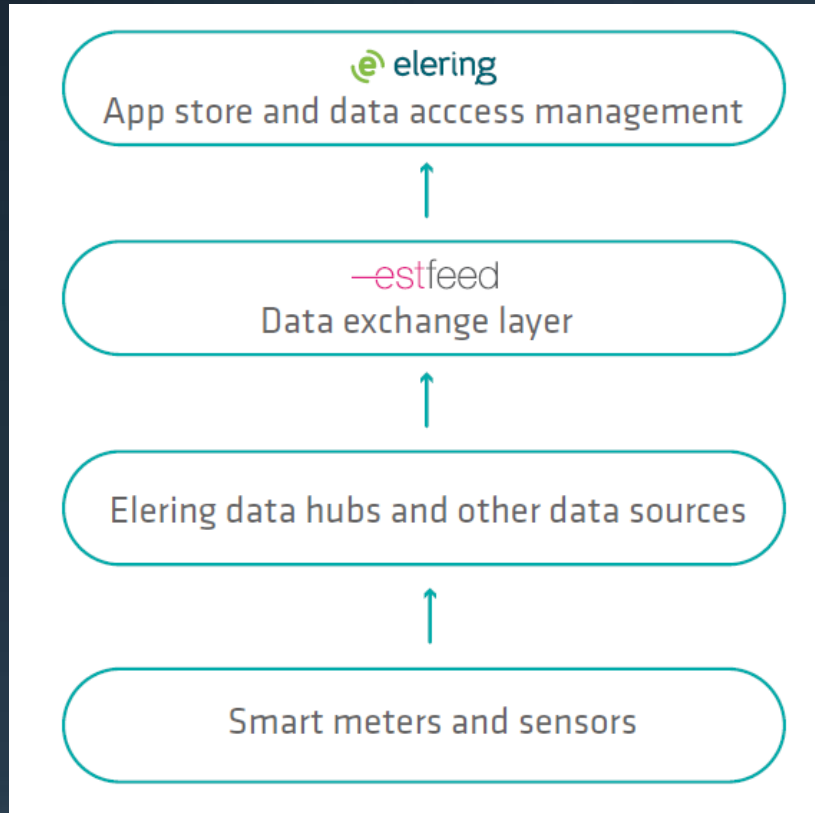 elering
App store and data acccess management
estfeed
Data exchange layer
Elering data hubs and other data sources
Smart meters and sensors